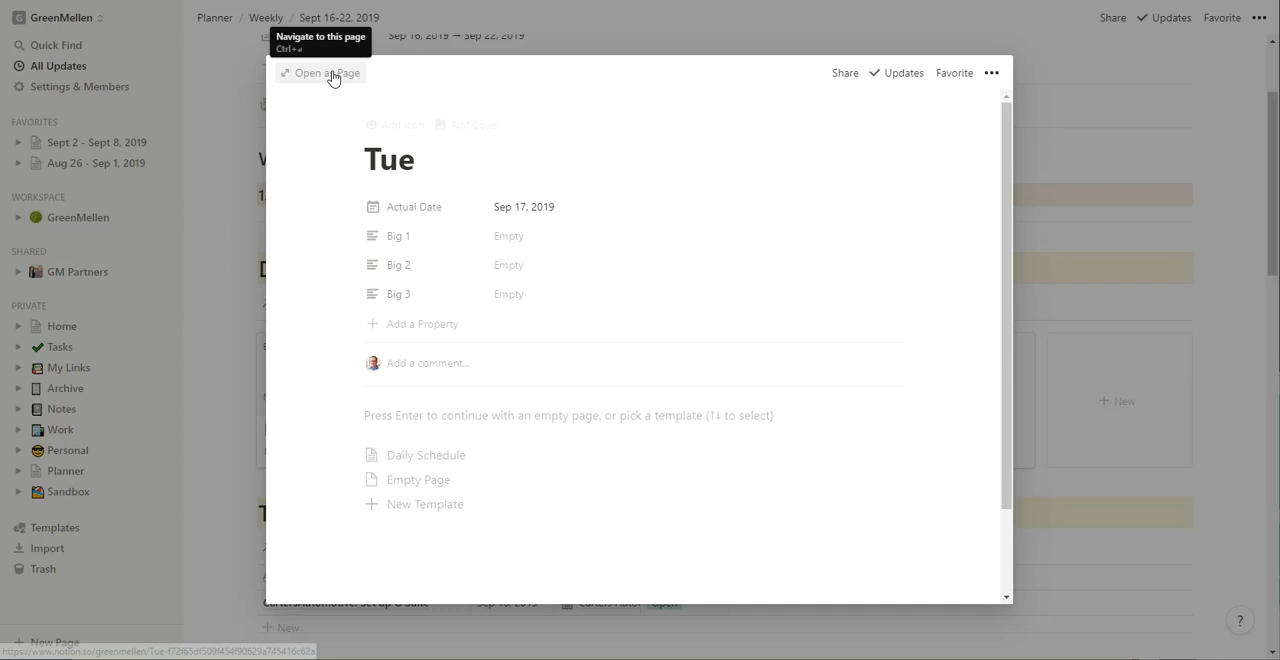 GreenMellen
Quick Find
All Updates
Settings & Members
FAVORITES
Sept 2 - Sept 8, 2019
Aug 26 - Sep 1, 2019
WORKSPACE
GreenMellen
SHARED
GM Partners
PRIVATE
Home
Tasks
My Links
Archive
Notes
Work
Personal
Planner
Sandbox
Templates
Import
Trash
New Page
https://www.notion.so/greenmellen/Tue-f72f65df509f454f90629a745416c62a
Planner / Weekly / Sept 16-22, 2019
Share Updates Favorite
Sep 16, 2019 → Sep 22, 2019
Navigate to this page
Open as Page
Share Updates Favorite
Add Icon Add Cover
Tue
Actual Date Sep 17, 2019
Big 1 Empty
Big 2 Empty
Big 3 Empty
Add a Property
Add a comment...
Press Enter to continue with an empty page, or pick a template (↑↓ to select)
Daily Schedule
Empty Page
New Template
New
Open
New
?